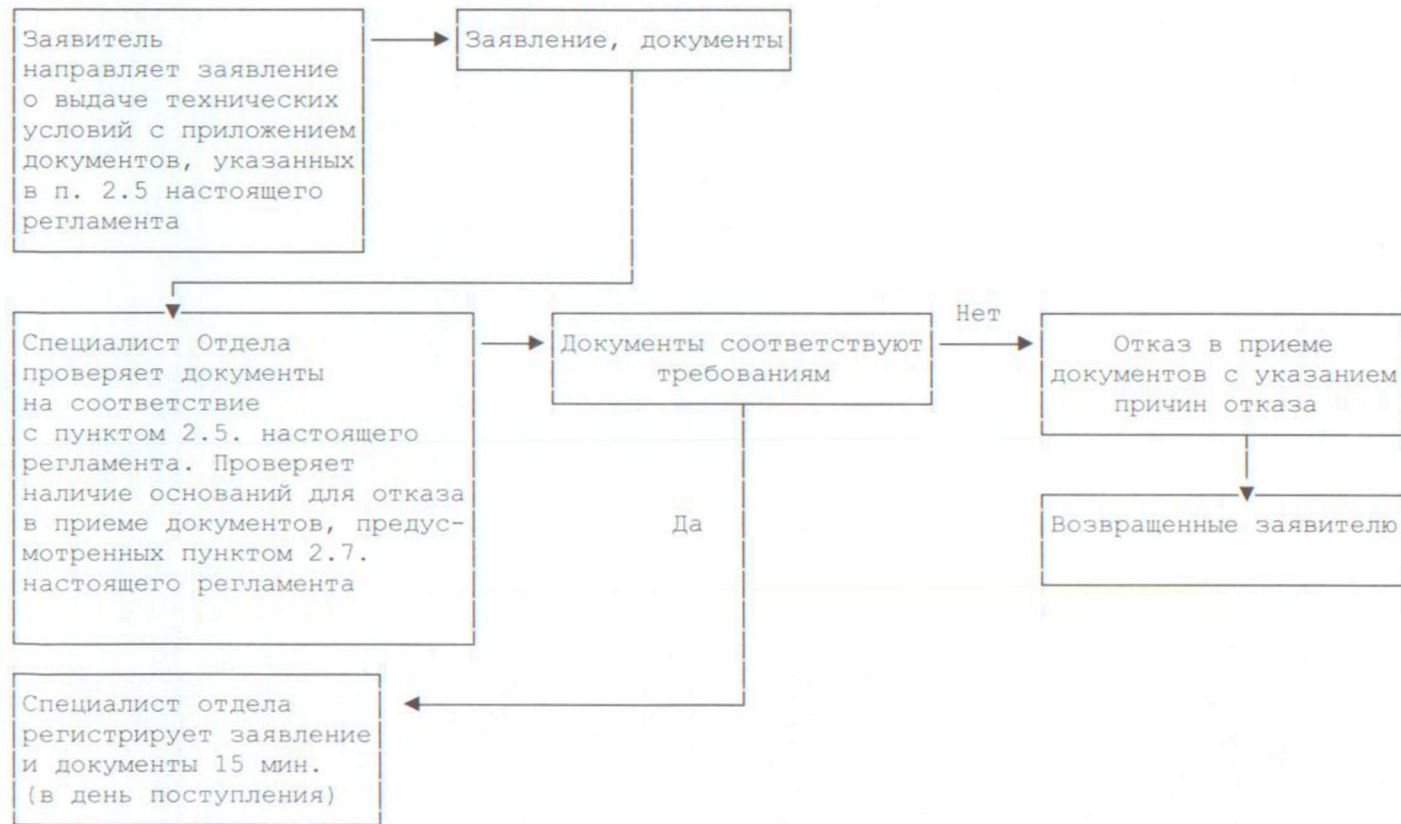 Заявитель
направляет заявление
о выдаче технических
условий с приложением
документов, указанных
в п. 2.5 настоящего
регламента
Заявление, документы
Специалист Отдела
проверяет документы
на соответствие
с пунктом 2.5. настоящего
регламента. Проверяет
наличие оснований для отказа
в приеме документов, предус-
мотренных пунктом 2.7.
настоящего регламента
Документы соответствуют
требованиям
Нет
Отказ в приеме
документов с указанием
причин отказа
Да
Возвращенные заявителю
Специалист отдела
регистрирует заявление
и документы 15 мин.
(в день поступления)